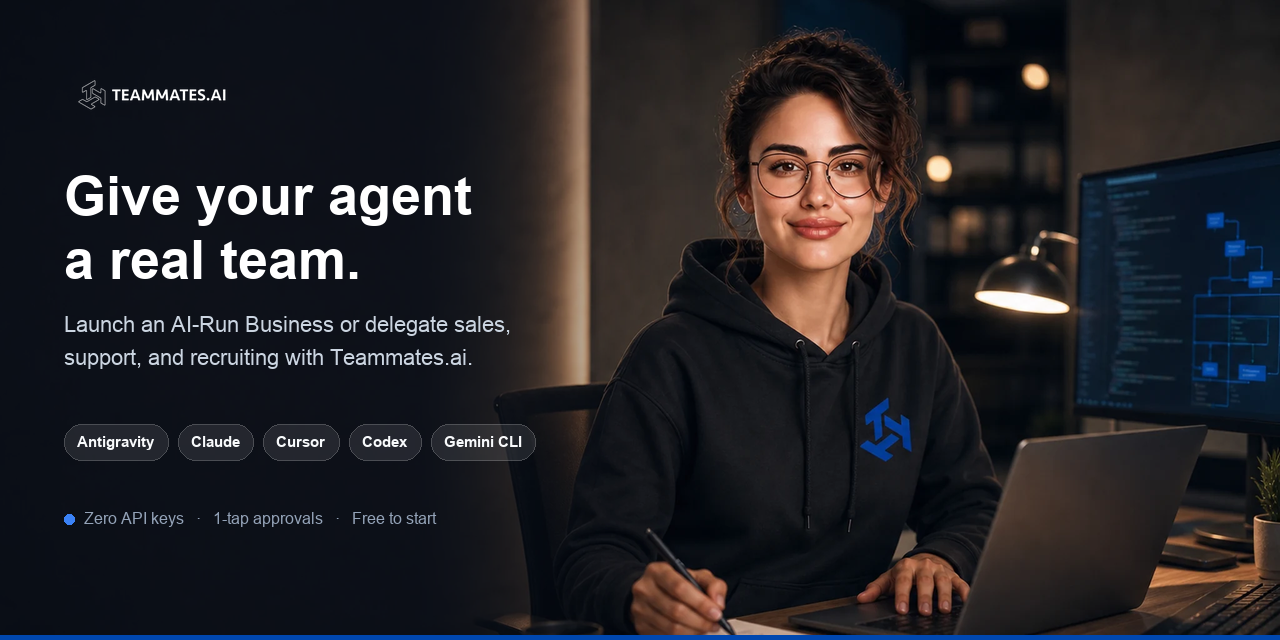 TEAMMATES.AI
Give your agent
a real team.
Launch an AI-Run Business or delegate sales,
support, and recruiting with Teammates.ai.
Antigravity Claude Cursor Codex Gemini CLI
Zero API keys · 1-tap approvals · Free to start